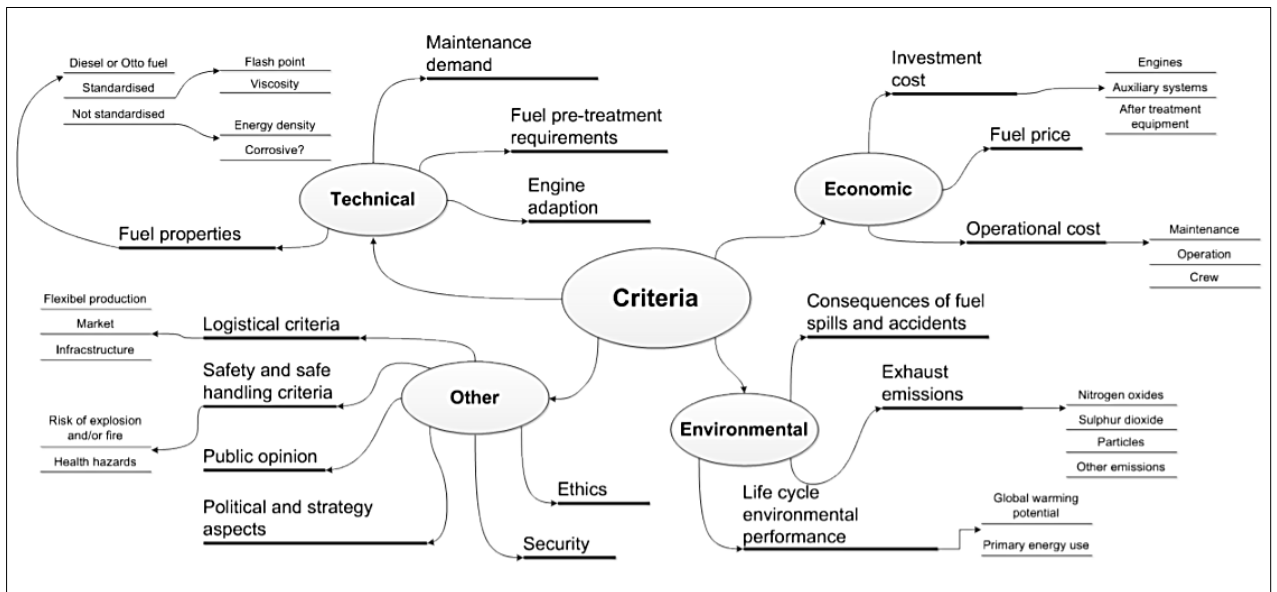 Criteria
Technical
Maintenance
demand
Fuel pre-treatment
requirements
Engine
adaption
Fuel properties
Diesel or Otto fuel
Standardised
Not standardised
Flash point
Viscosity
Energy density
Corrosive?
Economic
Investment
cost
Engines
Auxiliary systems
After treatment
equipment
Fuel price
Operational cost
Maintenance
Operation
Crew
Other
Logistical criteria
Flexibel production
Market
Infracstructure
Safety and safe
handling criteria
Risk of explosion
and/or fire
Health hazards
Public opinion
Political and strategy
aspects
Security
Ethics
Environmental
Consequences of fuel
spills and accidents
Exhaust
emissions
Nitrogen oxides
Sulphur dioxide
Particles
Other emissions
Life cycle
environmental
performance
Global warming
potential
Primary energy use